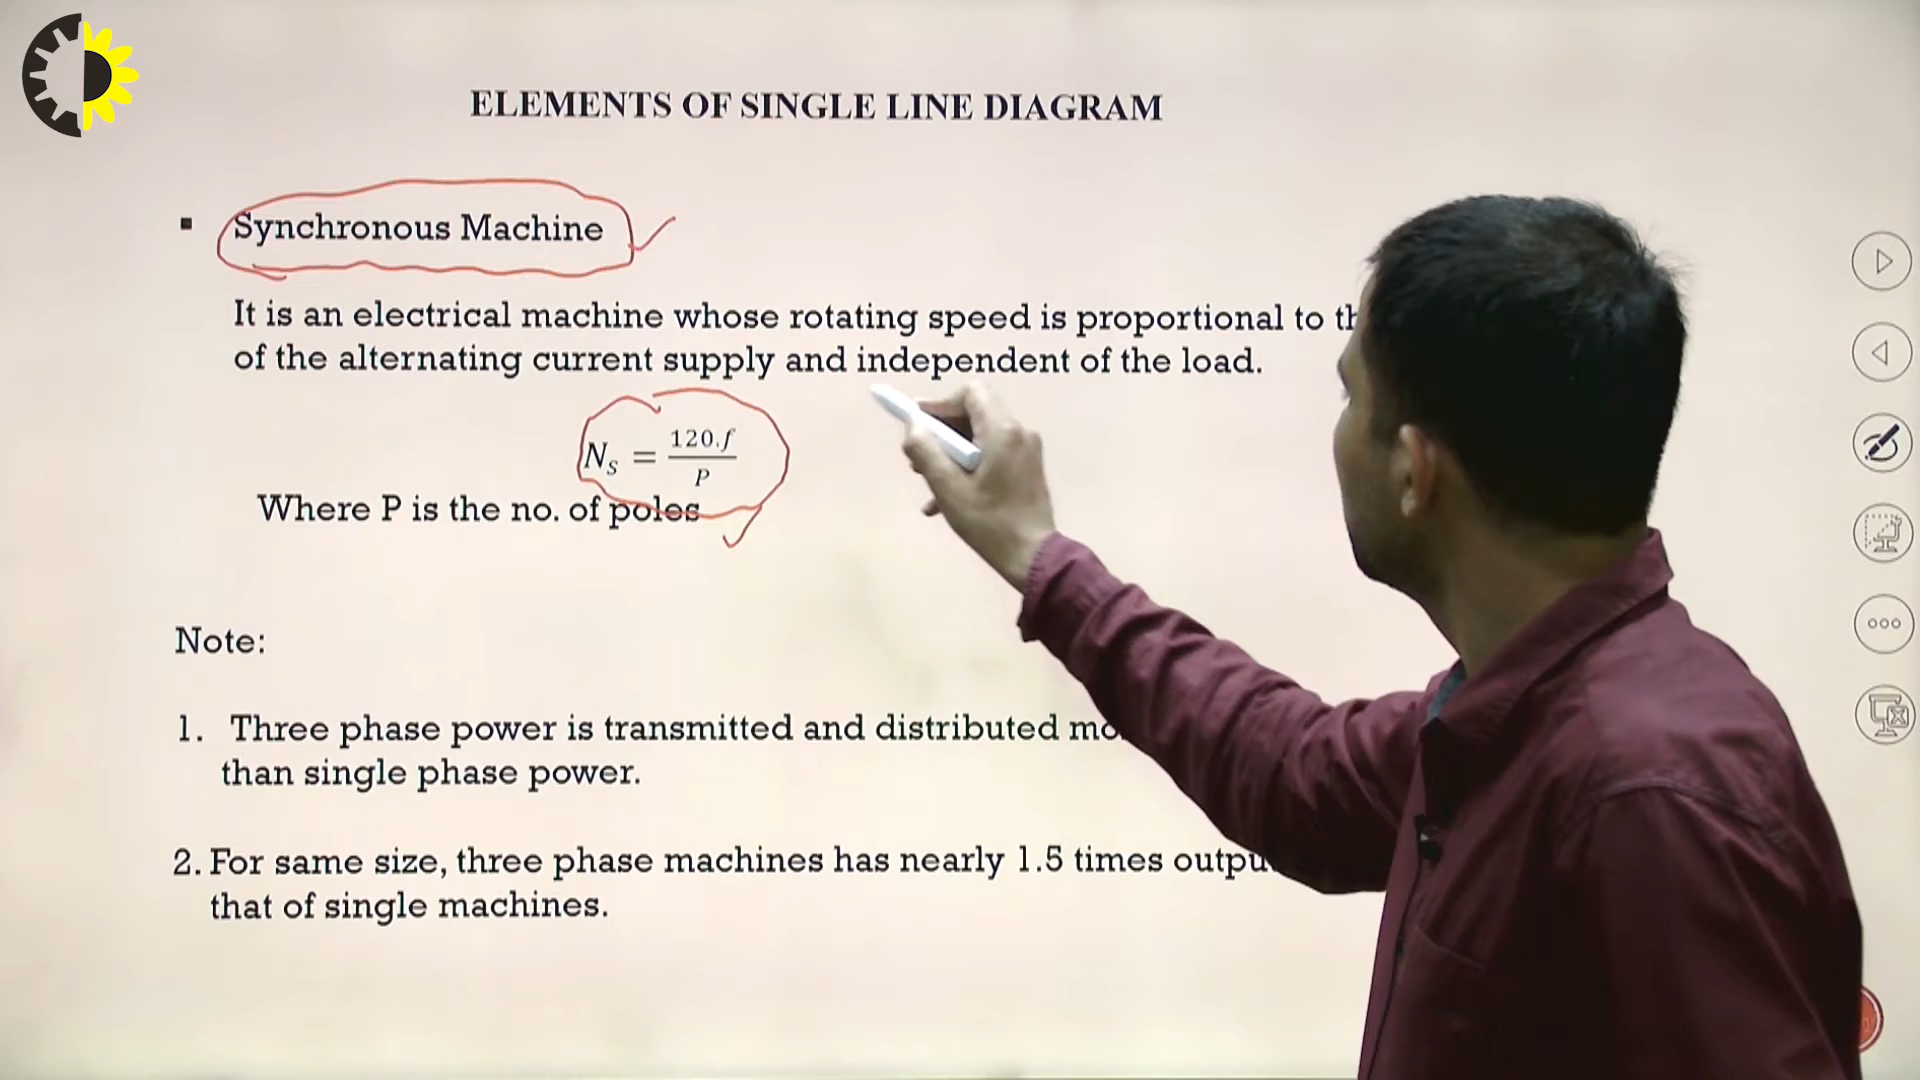 ELEMENTS OF SINGLE LINE DIAGRAM
▪ Synchronous Machine
It is an electrical machine whose rotating speed is proportional to
of the alternating current supply and independent of the load.
N_S = 120.f / P
Where P is the no. of poles
Note:
1. Three phase power is transmitted and distributed
than single phase power.
2. For same size, three phase machines has nearly 1.5 times
that of single machines.